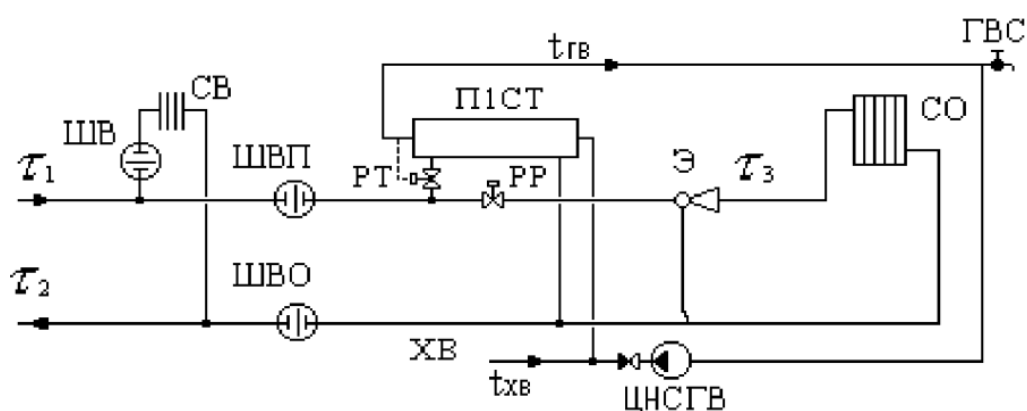 ГВС
tГВ
СВ
П1СТ
СО
ШВ
ШВП
Э
τ1
РТ
РР
τ3
τ2
ШВО
ХВ
tХВ
ЦНСГВ